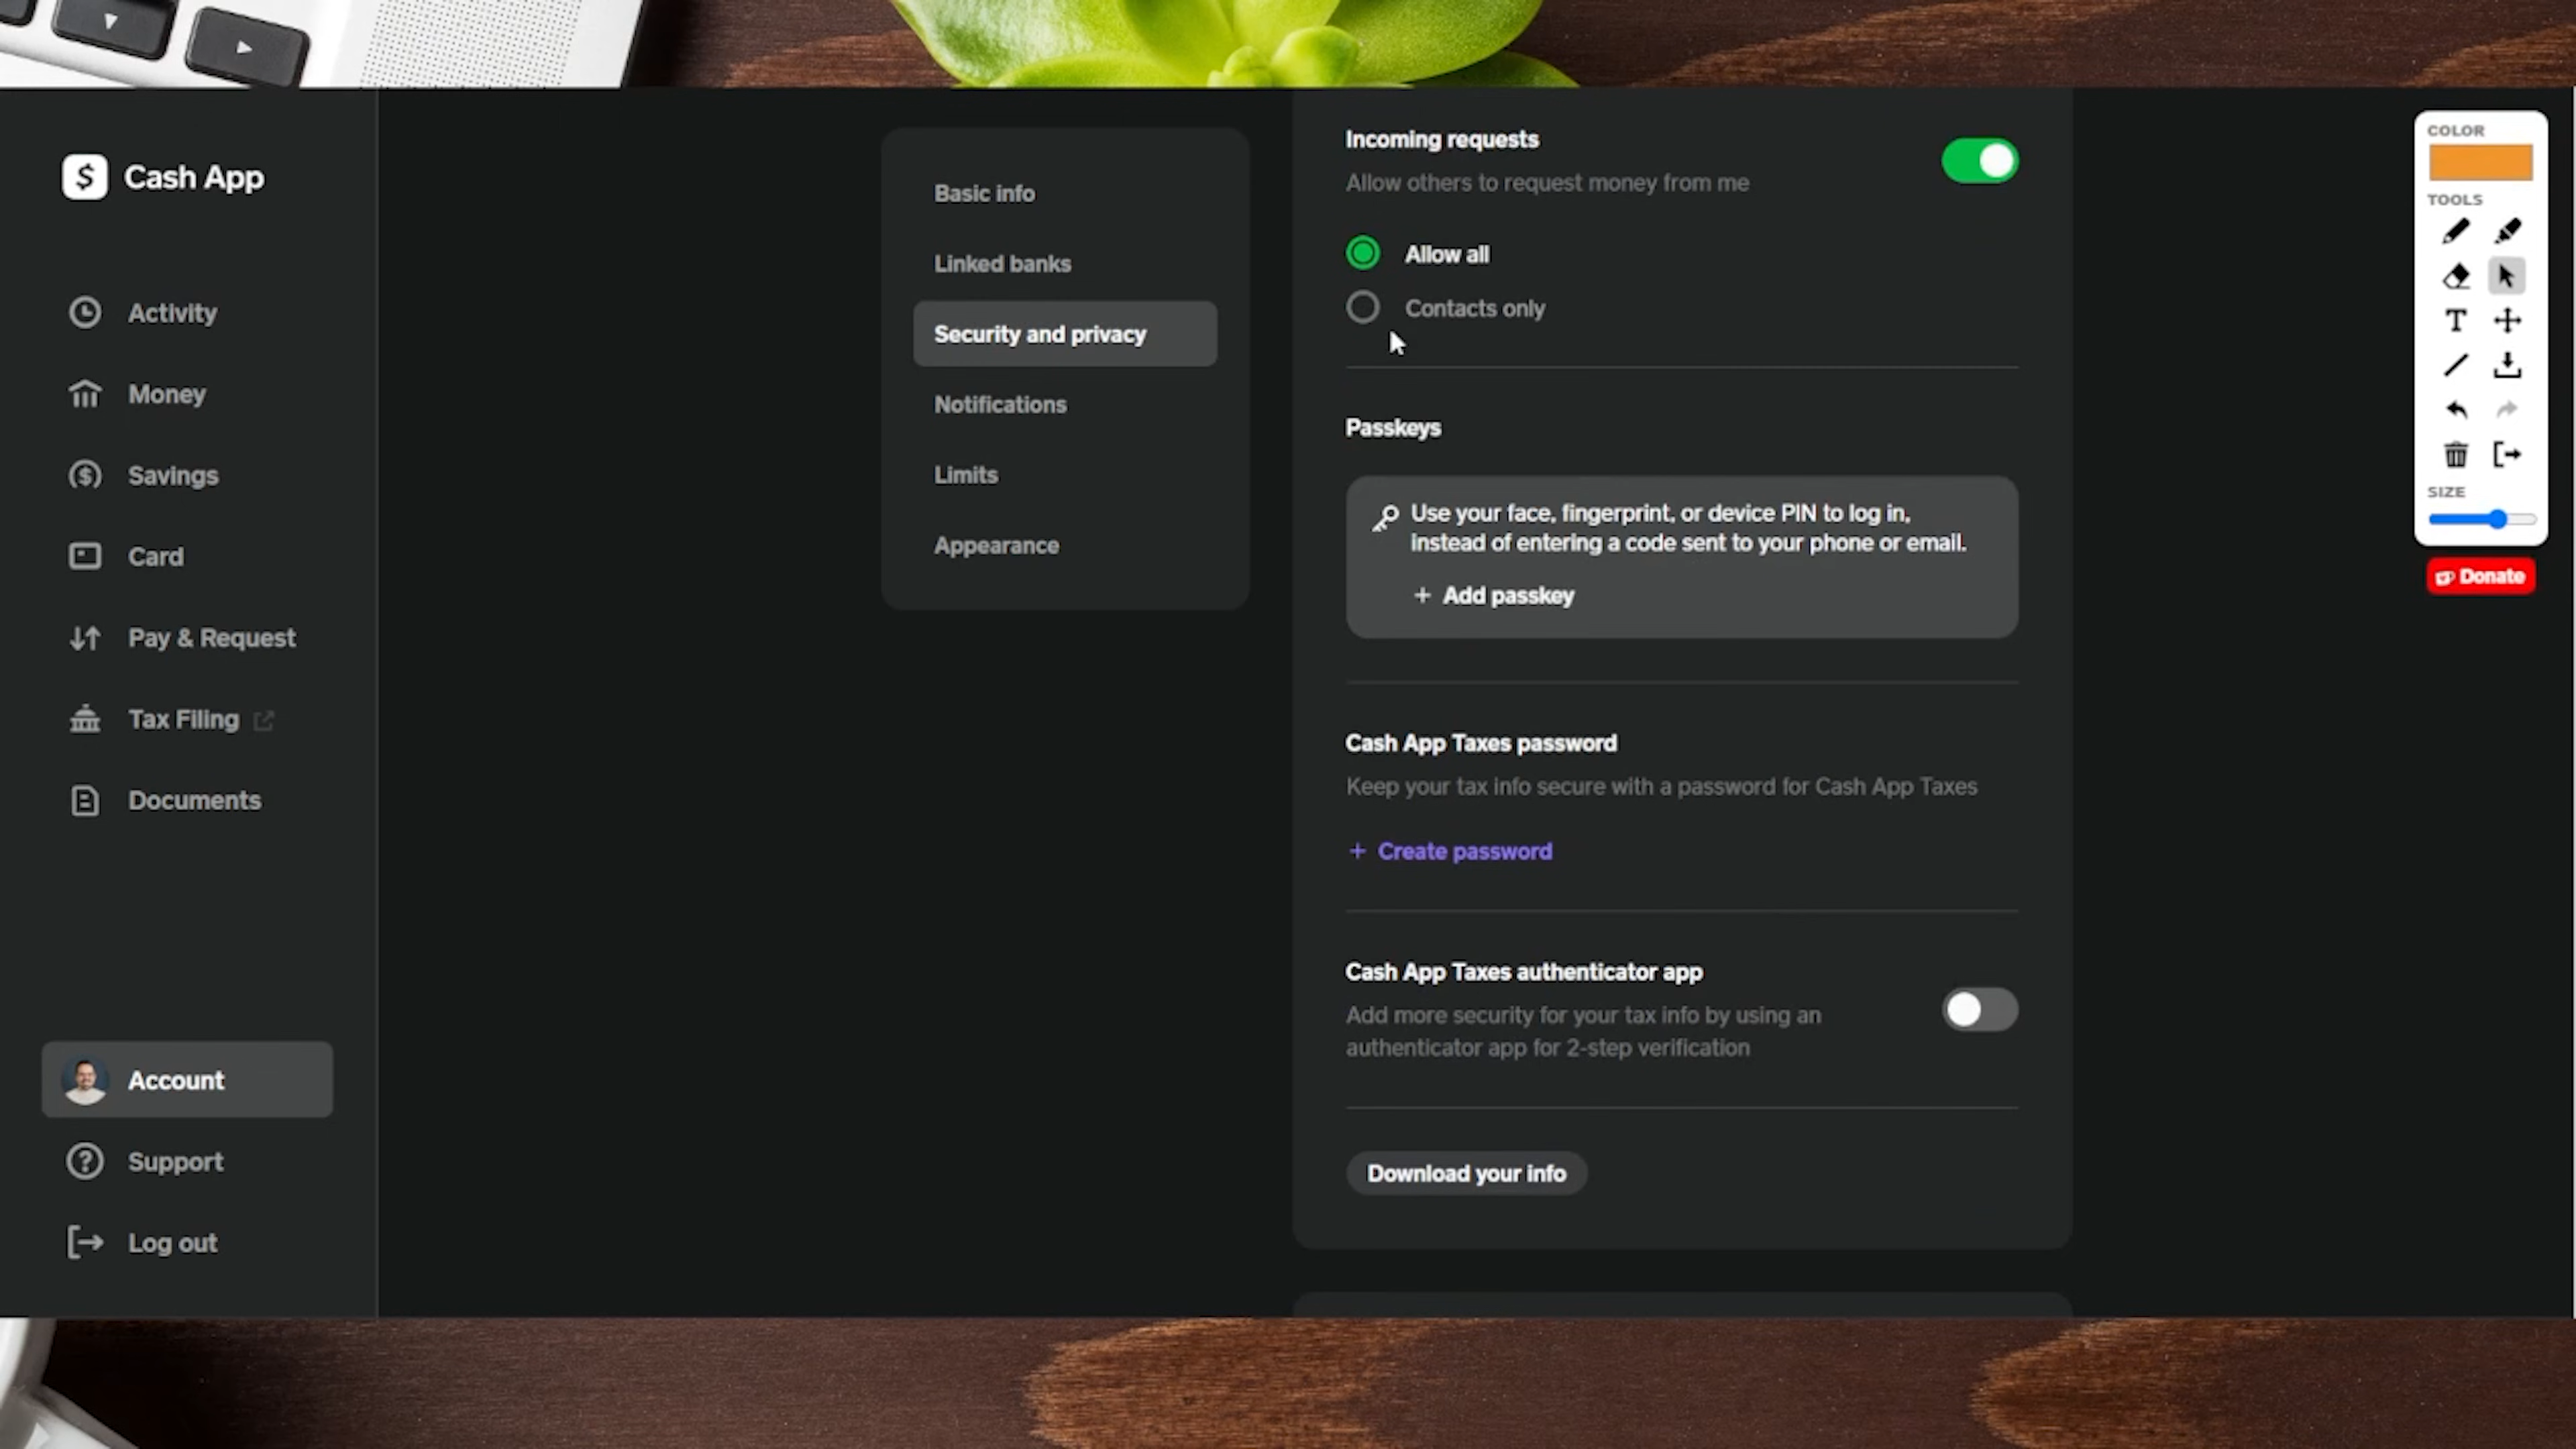 Cash App
Activity
Money
Savings
Card
Pay & Request
Tax Filing
Documents
Account
Support
Log out
Basic info
Linked banks
Security and privacy
Notifications
Limits
Appearance
Incoming requests
Allow others to request money from me
Allow all
Contacts only
Passkeys
Use your face, fingerprint, or device PIN to log in,
instead of entering a code sent to your phone or email.
+ Add passkey
Cash App Taxes password
Keep your tax info secure with a password for Cash App Taxes
+ Create password
Cash App Taxes authenticator app
Add more security for your tax info by using an
authenticator app for 2-step verification
Download your info
COLOR
TOOLS
SIZE
Donate